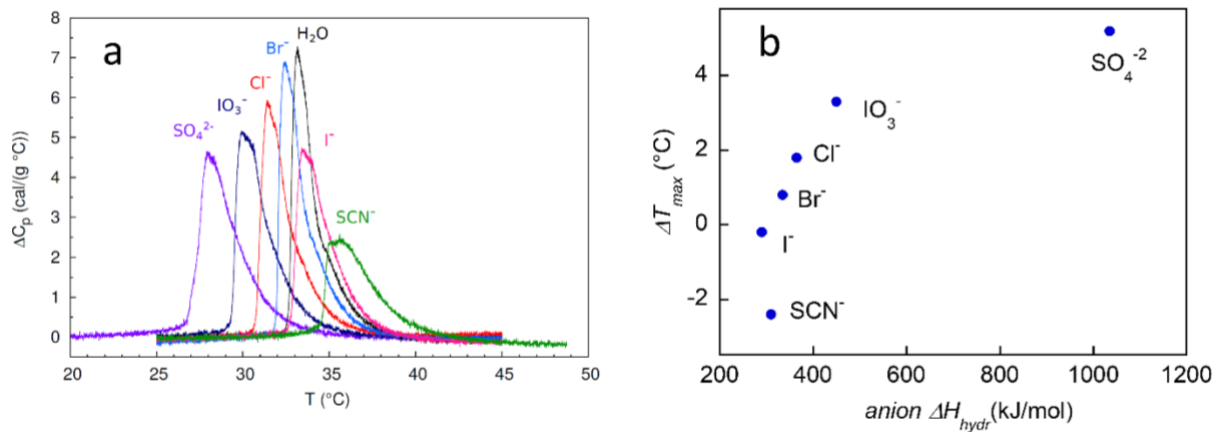 a
8
7
6
5
4
3
2
1
0
ΔCp (cal/(g °C))
SO₄²⁻
IO₃⁻
Cl⁻
Br⁻
H₂O
I⁻
SCN⁻
20 25 30 35 40 45 50
T (°C)
b
4
2
0
-2
ΔTmax (°C)
SO₄⁻²
IO₃⁻
Cl⁻
Br⁻
I⁻
SCN⁻
200 400 600 800 1000 1200
anion ΔHhydr(kJ/mol)